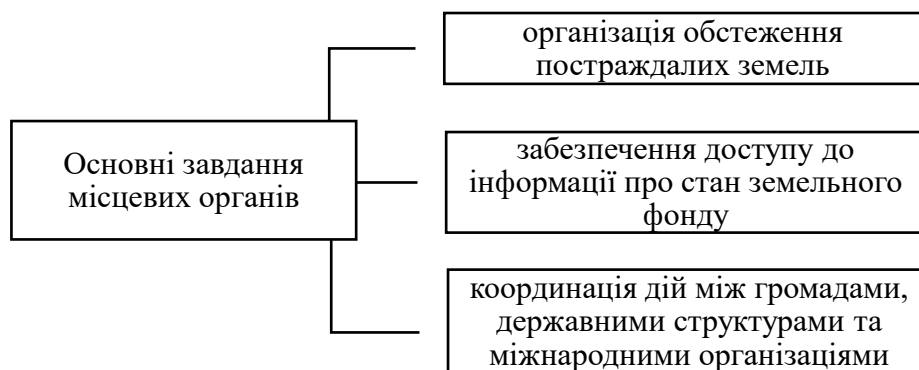 Основні завдання
місцевих органів
організація обстеження
постраждалих земель
забезпечення доступу до
інформації про стан земельного
фонду
координація дій між громадами,
державними структурами та
міжнародними організаціями